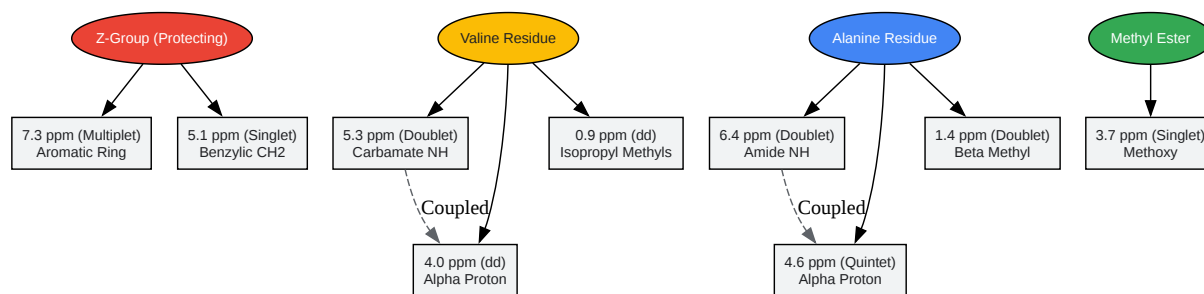 Z-Group (Protecting)
Valine Residue
Alanine Residue
Methyl Ester
7.3 ppm (Multiplet)
Aromatic Ring
5.1 ppm (Singlet)
Benzylic CH2
5.3 ppm (Doublet)
Carbamate NH
0.9 ppm (dd)
Isopropyl Methyls
6.4 ppm (Doublet)
Amide NH
1.4 ppm (Doublet)
Beta Methyl
3.7 ppm (Singlet)
Methoxy
Coupled
Coupled
4.0 ppm (dd)
Alpha Proton
4.6 ppm (Quintet)
Alpha Proton